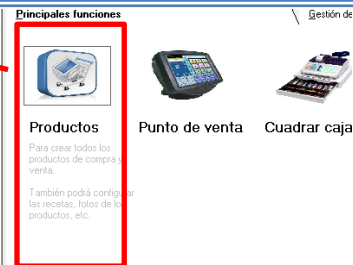 Principales funciones
Gestión de
Productos
Punto de venta
Cuadrar caja
Para crear todos los
productos de compra y
venta.
También podrá configurar
las recetas, fotos de los
productos, etc.